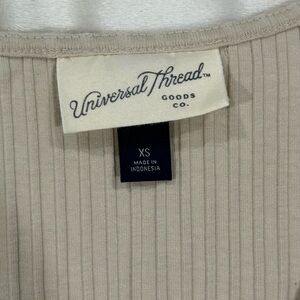 Universal Thread™
GOODS
CO.
XS
MADE IN
INDONESIA